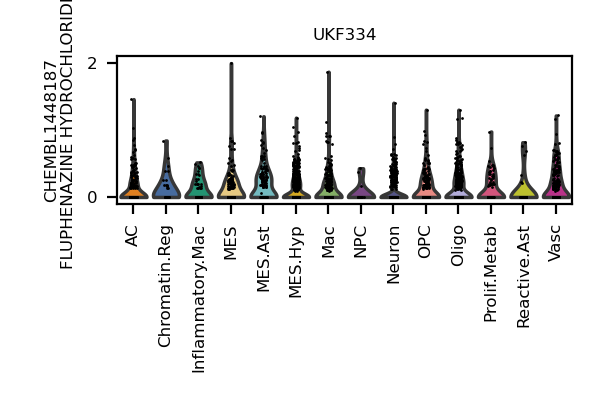 UKF334
CHEMBL1448187
FLUPHENAZINE HYDROCHLORIDE
2
0
AC
Chromatin.Reg
Inflammatory.Mac
MES
MES.Ast
MES.Hyp
Mac
NPC
Neuron
OPC
Oligo
Prolif.Metab
Reactive.Ast
Vasc